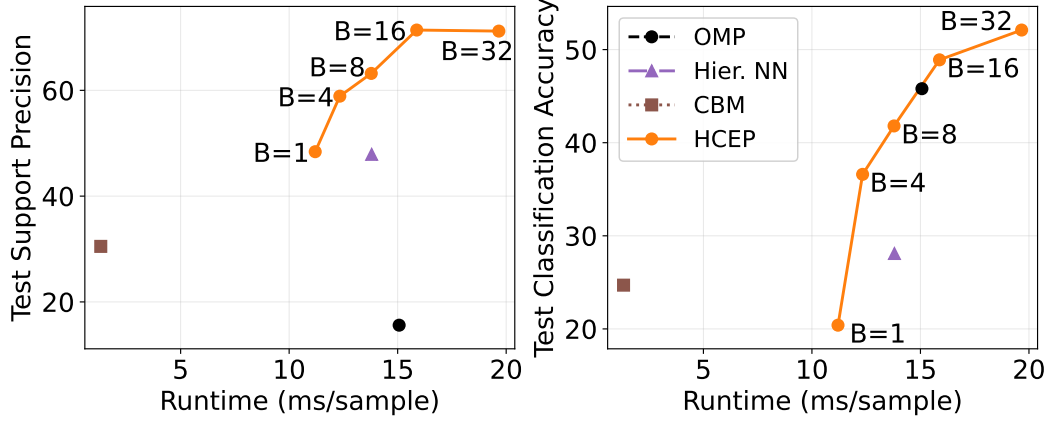 Test Support Precision
60
40
20
B=1
B=4
B=8
B=16
B=32
5
10
15
20
Runtime (ms/sample)
Test Classification Accuracy
50
40
30
20
OMP
Hier. NN
CBM
HCEP
B=1
B=4
B=8
B=16
B=32
5
10
15
20
Runtime (ms/sample)